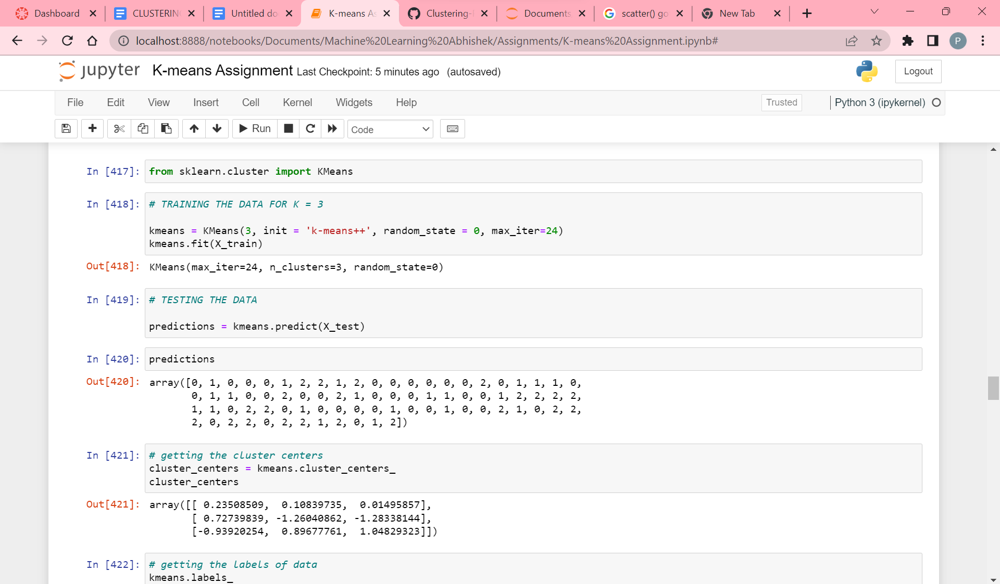 Dashboard CLUSTERIN Untitled do K-means As Clustering- Documents scatter() go New Tab
localhost:8888/notebooks/Documents/Machine%20Learning%20Abhishek/Assignments/K-means%20Assignment.ipynb# P
jupyter K-means Assignment Last Checkpoint: 5 minutes ago (autosaved) Logout
File Edit View Insert Cell Kernel Widgets Help Trusted Python 3 (ipykernel)
Run Code
In [417]: from sklearn.cluster import KMeans
In [418]: # TRAINING THE DATA FOR K = 3
kmeans = KMeans(3, init = 'k-means++', random_state = 0, max_iter=24)
kmeans.fit(X_train)
Out[418]: KMeans(max_iter=24, n_clusters=3, random_state=0)
In [419]: # TESTING THE DATA
predictions = kmeans.predict(X_test)
In [420]: predictions
Out[420]: array([0, 1, 0, 0, 0, 1, 2, 2, 1, 2, 0, 0, 0, 0, 0, 0, 2, 0, 1, 1, 1, 0,
0, 1, 1, 0, 0, 2, 0, 0, 2, 1, 0, 0, 0, 1, 1, 0, 0, 1, 2, 2, 2, 2,
1, 1, 0, 2, 2, 0, 1, 0, 0, 0, 0, 1, 0, 0, 1, 0, 0, 2, 1, 0, 2, 2,
2, 0, 2, 2, 0, 2, 2, 1, 2, 0, 1, 2])
In [421]: # getting the cluster centers
cluster_centers = kmeans.cluster_centers_
cluster_centers
Out[421]: array([[ 0.23508509, 0.10839735, 0.01495857],
[ 0.72739839, -1.26040862, -1.28338144],
[-0.93920254, 0.89677761, 1.04829323]])
In [422]: # getting the labels of data
kmeans.labels_